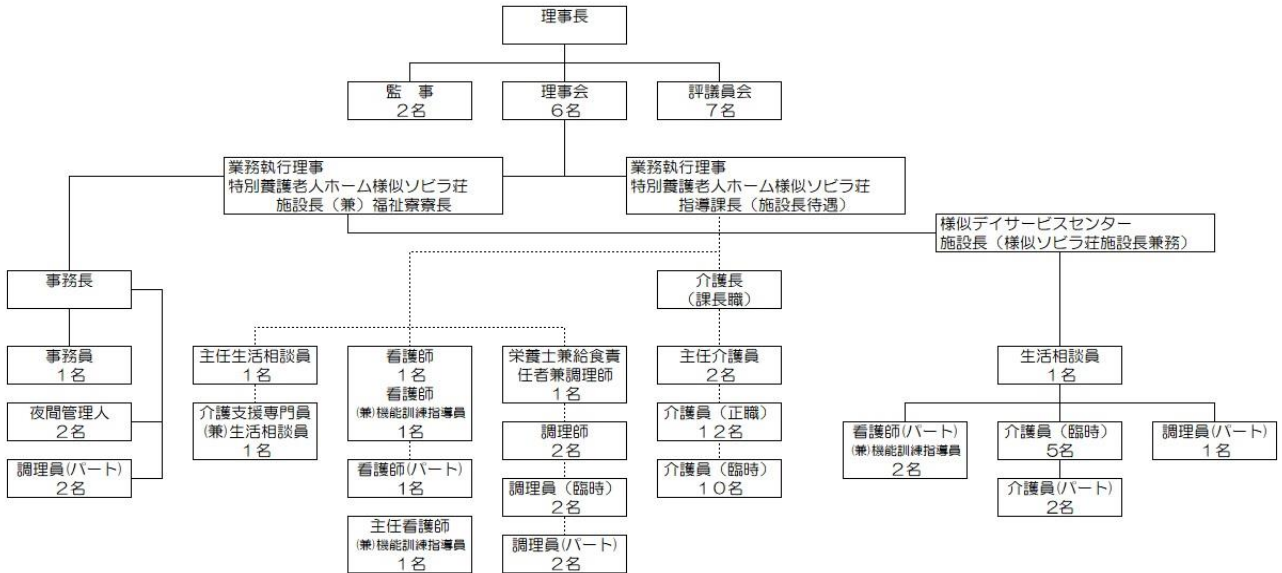 理事長
監　事
2名
理事会
6名
評議員会
7名
業務執行理事
特別養護老人ホーム様似ソビラ荘
施設長（兼）福祉寮寮長
業務執行理事
特別養護老人ホーム様似ソビラ荘
指導課長（施設長待遇）
様似デイサービスセンター
施設長（様似ソビラ荘施設長兼務）
事務長
介護長
（課長職）
事務員
1名
夜間管理人
2名
調理員(パート)
2名
主任生活相談員
1名
介護支援専門員
(兼)生活相談員
1名
看護師
1名
看護師
(兼)機能訓練指導員
1名
看護師(パート)
1名
主任看護師
(兼)機能訓練指導員
1名
栄養士兼給食責
任者兼調理師
1名
調理師
2名
調理員（臨時）
2名
調理員(パート)
2名
主任介護員
2名
介護員（正職）
12名
介護員（臨時）
10名
生活相談員
1名
看護師(パート)
(兼)機能訓練指導員
2名
介護員（臨時）
5名
介護員(パート)
2名
調理員(パート)
1名